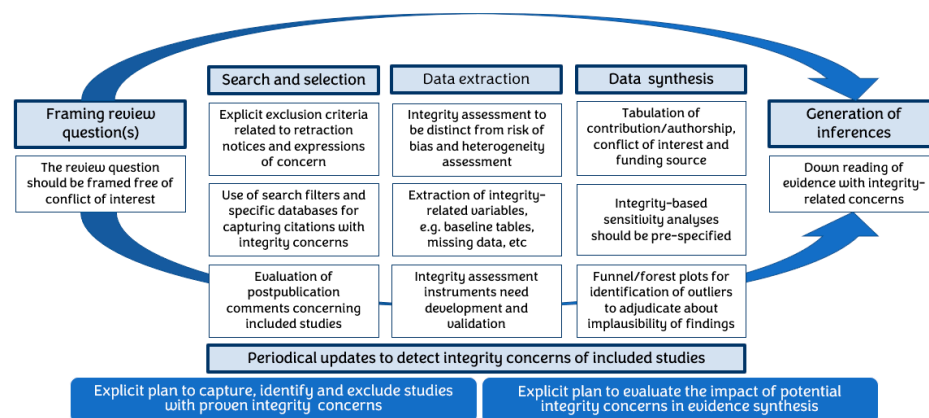 Framing review
question(s)
The review question
should be framed free of
conflict of interest
Search and selection
Explicit exclusion criteria
related to retraction
notices and expressions
of concern
Use of search filters and
specific databases for
capturing citations with
integrity concerns
Evaluation of
postpublication
comments concerning
included studies
Data extraction
Integrity assessment to
be distinct from risk of
bias and heterogeneity
assessment
Extraction of integrity-
related variables,
e.g. baseline tables,
missing data, etc
Integrity assessment
instruments need
development and
validation
Data synthesis
Tabulation of
contribution/authorship,
conflict of interest and
funding source
Integrity-based
sensitivity analyses
should be pre-specified
Funnel/forest plots for
identification of outliers
to adjudicate about
implausibility of findings
Generation of
inferences
Down reading of
evidence with integrity-
related concerns
Periodical updates to detect integrity concerns of included studies
Explicit plan to capture, identify and exclude studies
with proven integrity concerns
Explicit plan to evaluate the impact of potential
integrity concerns in evidence synthesis